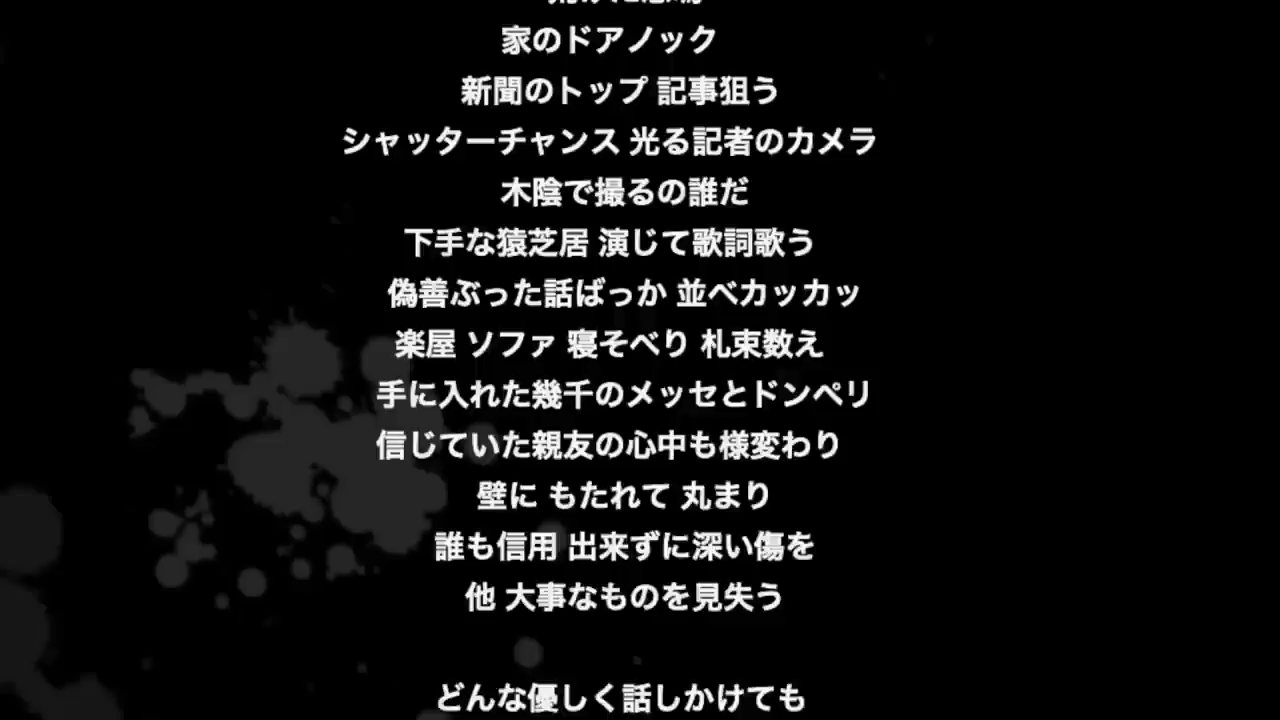 家のドアノック
新聞のトップ 記事狙う
シャッターチャンス 光る記者のカメラ
木陰で撮るの誰だ
下手な猿芝居 演じて歌詞歌う
偽善ぶった話ばっか 並べカッカッ
楽屋 ソファ 寝そべり 札束数え
手に入れた幾千のメッセとドンペリ
信じていた親友の心中も様変わり
壁に もたれて 丸まり
誰も信用 出来ずに深い傷を
他 大事なものを見失う
どんな優しく話しかけても